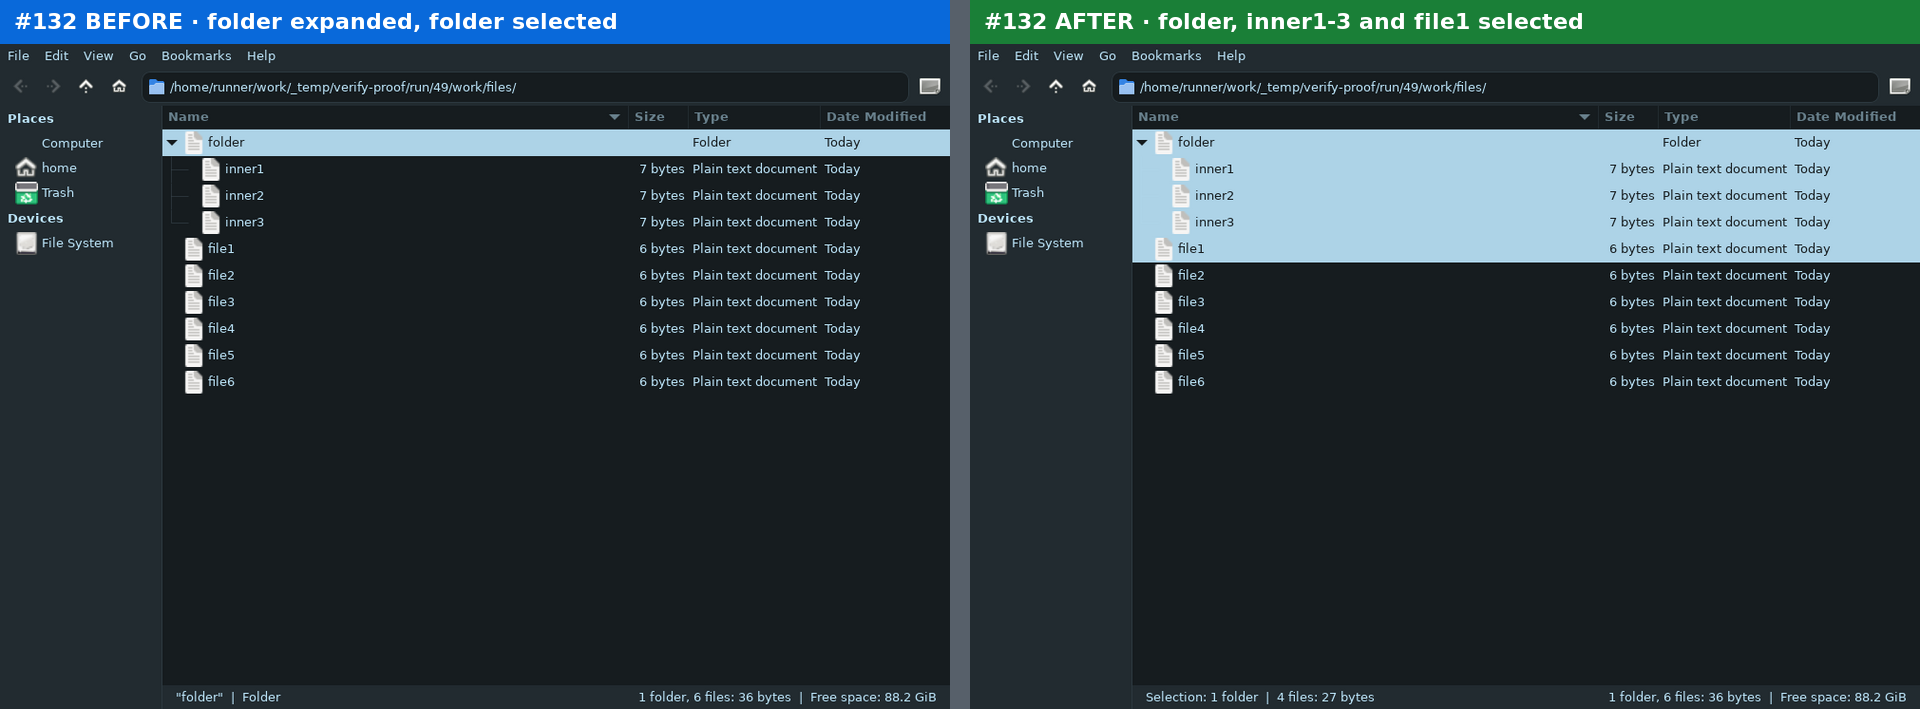 #132 BEFORE · folder expanded, folder selected
File Edit View Go Bookmarks Help
/home/runner/work/_temp/verify-proof/run/49/work/files/
Places
Computer
home
Trash
Devices
File System
Name Size Type Date Modified
folder Folder Today
inner1 7 bytes Plain text document Today
inner2 7 bytes Plain text document Today
inner3 7 bytes Plain text document Today
file1 6 bytes Plain text document Today
file2 6 bytes Plain text document Today
file3 6 bytes Plain text document Today
file4 6 bytes Plain text document Today
file5 6 bytes Plain text document Today
file6 6 bytes Plain text document Today
"folder" | Folder 1 folder, 6 files: 36 bytes | Free space: 88.2 GiB
#132 AFTER · folder, inner1-3 and file1 selected
File Edit View Go Bookmarks Help
/home/runner/work/_temp/verify-proof/run/49/work/files/
Places
Computer
home
Trash
Devices
File System
Name Size Type Date Modified
folder Folder Today
inner1 7 bytes Plain text document Today
inner2 7 bytes Plain text document Today
inner3 7 bytes Plain text document Today
file1 6 bytes Plain text document Today
file2 6 bytes Plain text document Today
file3 6 bytes Plain text document Today
file4 6 bytes Plain text document Today
file5 6 bytes Plain text document Today
file6 6 bytes Plain text document Today
Selection: 1 folder | 4 files: 27 bytes 1 folder, 6 files: 36 bytes | Free space: 88.2 GiB